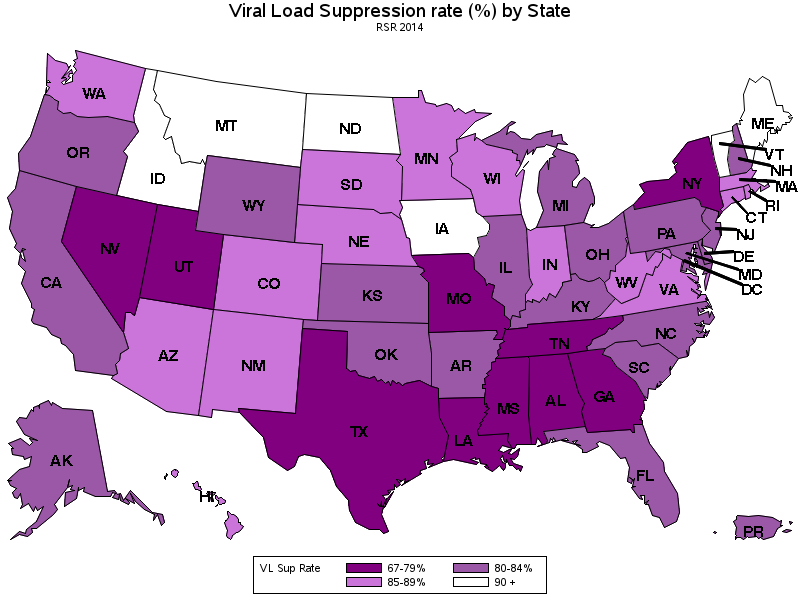 Viral Load Suppression rate (%) by State
RSR 2014
WA
MT
ND
ME
OR
ID
MN
VT
NH
MA
RI
CT
NJ
DE
MD
DC
SD
WI
NY
WY
MI
IA
NE
PA
NV
UT
CO
IL
IN
OH
WV
VA
CA
KS
MO
KY
AZ
NM
OK
AR
TN
NC
SC
TX
LA
MS
AL
GA
AK
HI
FL
PR
VL Sup Rate
67-79%
80-84%
85-89%
90 +